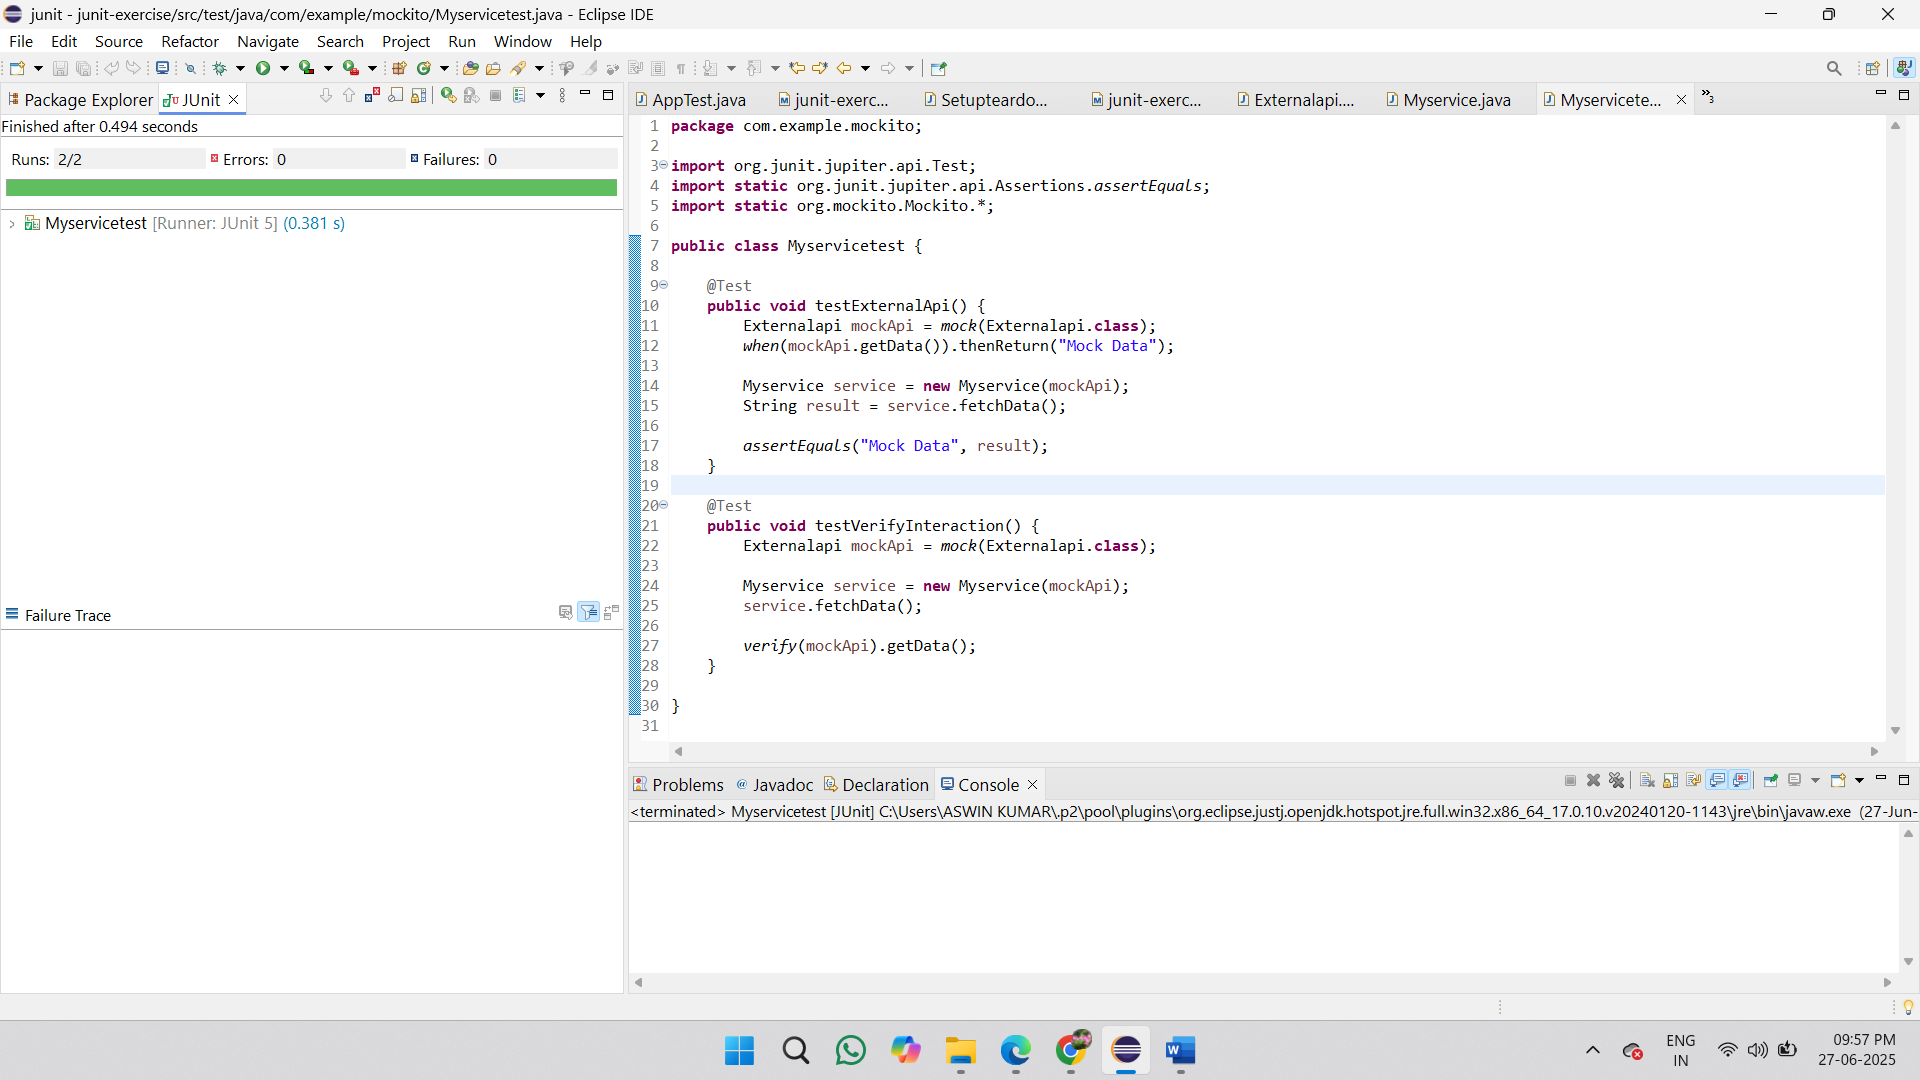 junit - junit-exercise/src/test/java/com/example/mockito/Myservicetest.java - Eclipse IDE
File Edit Source Refactor Navigate Search Project Run Window Help
Package Explorer JUnit
Finished after 0.494 seconds
Runs: 2/2 Errors: 0 Failures: 0
Myservicetest [Runner: JUnit 5] (0.381 s)
Failure Trace
AppTest.java junit-exerc... Setupteardo... junit-exerc... Externalapi.... Myservice.java Myservicete... 3
1 package com.example.mockito;
2
3 import org.junit.jupiter.api.Test;
4 import static org.junit.jupiter.api.Assertions.assertEquals;
5 import static org.mockito.Mockito.*;
6
7 public class Myservicetest {
8
9 @Test
10 public void testExternalApi() {
11 Externalapi mockApi = mock(Externalapi.class);
12 when(mockApi.getData()).thenReturn("Mock Data");
13
14 Myservice service = new Myservice(mockApi);
15 String result = service.fetchData();
16
17 assertEquals("Mock Data", result);
18 }
19
20 @Test
21 public void testVerifyInteraction() {
22 Externalapi mockApi = mock(Externalapi.class);
23
24 Myservice service = new Myservice(mockApi);
25 service.fetchData();
26
27 verify(mockApi).getData();
28 }
29
30 }
31
Problems Javadoc Declaration Console
<terminated> Myservicetest [JUnit] C:\Users\ASWIN KUMAR\.p2\pool\plugins\org.eclipse.justj.openjdk.hotspot.jre.full.win32.x86_64_17.0.10.v20240120-1143\jre\bin\javaw.exe (27-Jun-
ENG
IN
09:57 PM
27-06-2025